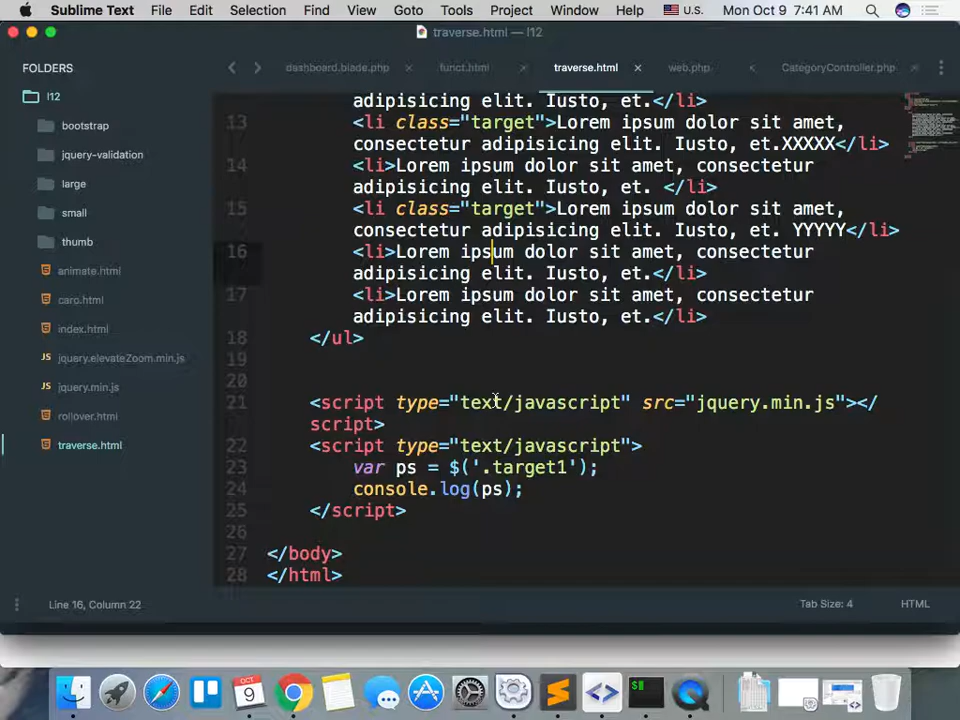 Sublime Text File Edit Selection Find View Goto Tools Project Window Help U.S. Mon Oct 9 7:41 AM
traverse.html — l12
FOLDERS
l12
bootstrap
jquery-validation
large
small
thumb
animate.html
caro.html
index.html
JS jquery.elevateZoom.min.js
JS jquery.min.js
rollover.html
traverse.html
dashboard.blade.php × funct.html × traverse.html × web.php × CategoryController.php ×
adipisicing elit. Iusto, et.</li>
13 <li class="target">Lorem ipsum dolor sit amet,
consectetur adipisicing elit. Iusto, et.XXXXX</li>
14 <li>Lorem ipsum dolor sit amet, consectetur
adipisicing elit. Iusto, et. </li>
15 <li class="target">Lorem ipsum dolor sit amet,
consectetur adipisicing elit. Iusto, et. YYYYY</li>
16 <li>Lorem ipsum dolor sit amet, consectetur
adipisicing elit. Iusto, et.</li>
17 <li>Lorem ipsum dolor sit amet, consectetur
adipisicing elit. Iusto, et.</li>
18 </ul>
19
20
21 <script type="text/javascript" src="jquery.min.js"></
script>
22 <script type="text/javascript">
23 var ps = $('.target1');
24 console.log(ps);
25 </script>
26
27 </body>
28 </html>
Line 16, Column 22 Tab Size: 4 HTML
OCT
9